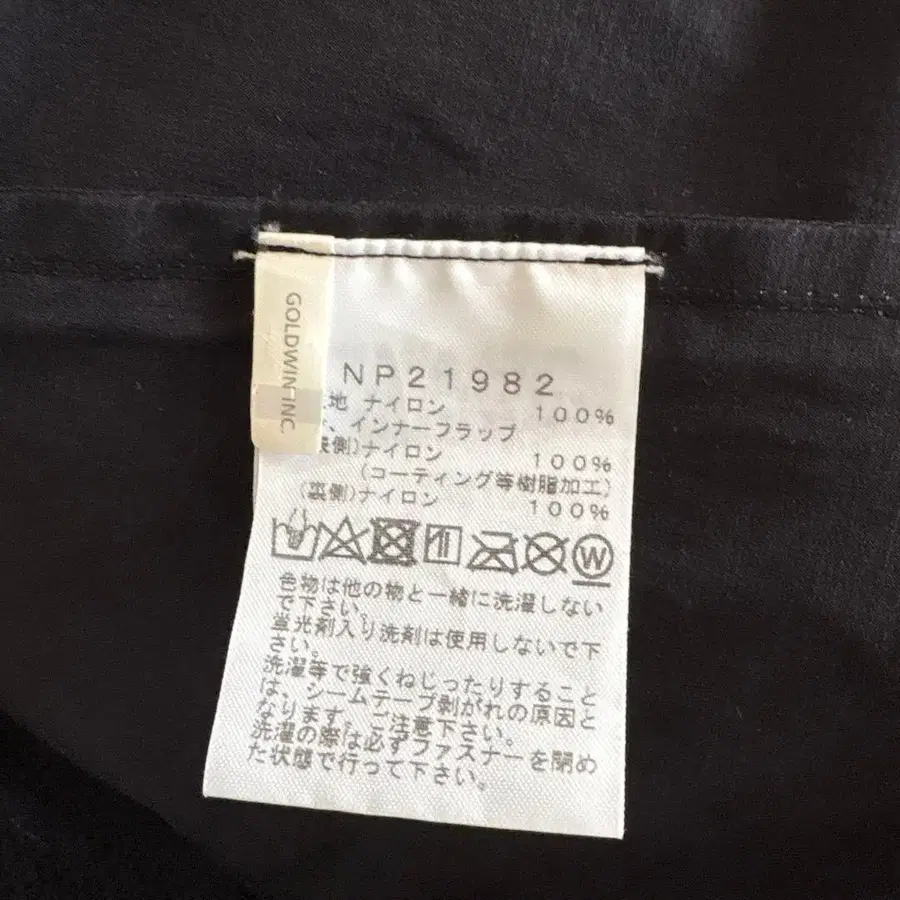 GOLDWIN INC.
NP21982
地 ナイロン 100%
、インナーフラップ
側)ナイロン 100%
(コーティング等樹脂加工)
(裏側)ナイロン 100%
W
色物は他の物と一緒に洗濯しない
で下さい。
蛍光剤入り洗剤は使用しないで下
さい。
洗濯等で強くねじったりすること
は、シームテープ剥がれの原因と
なります。ご注意下さい。
洗濯の際は必ずファスナーを閉め
た状態で行って下さい。